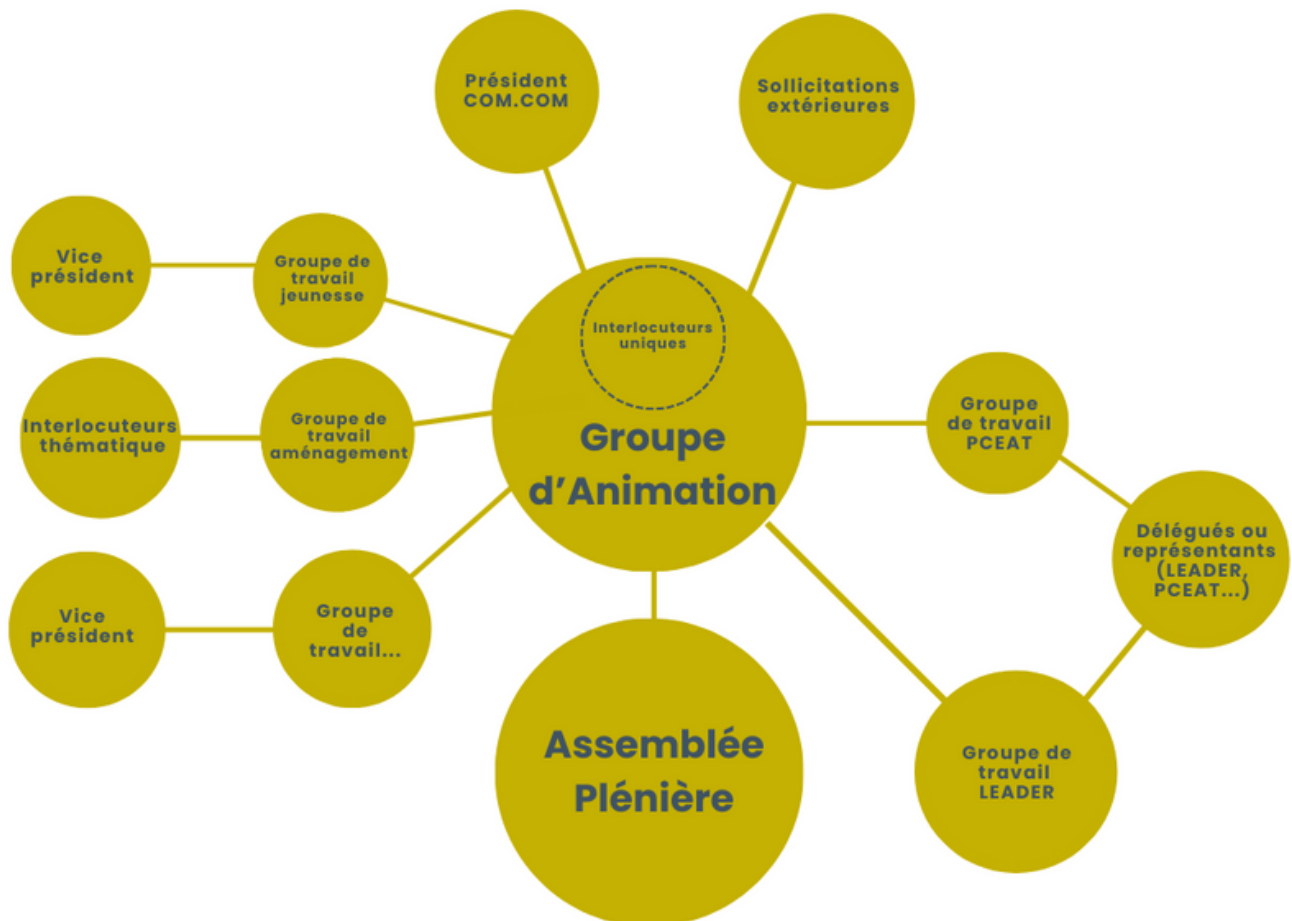 Président
COM.COM
Sollicitations
extérieures
Vice
président
Groupe de
travail
jeunesse
Interlocuteurs
uniques
Interlocuteurs
thématique
Groupe de
travail
aménagement
Groupe
d'Animation
Groupe
de travail
PCEAT
Délégués ou
représentants
(LEADER,
PCEAT...)
Vice
président
Groupe
de
travail...
Assemblée
Plénière
Groupe de
travail
LEADER